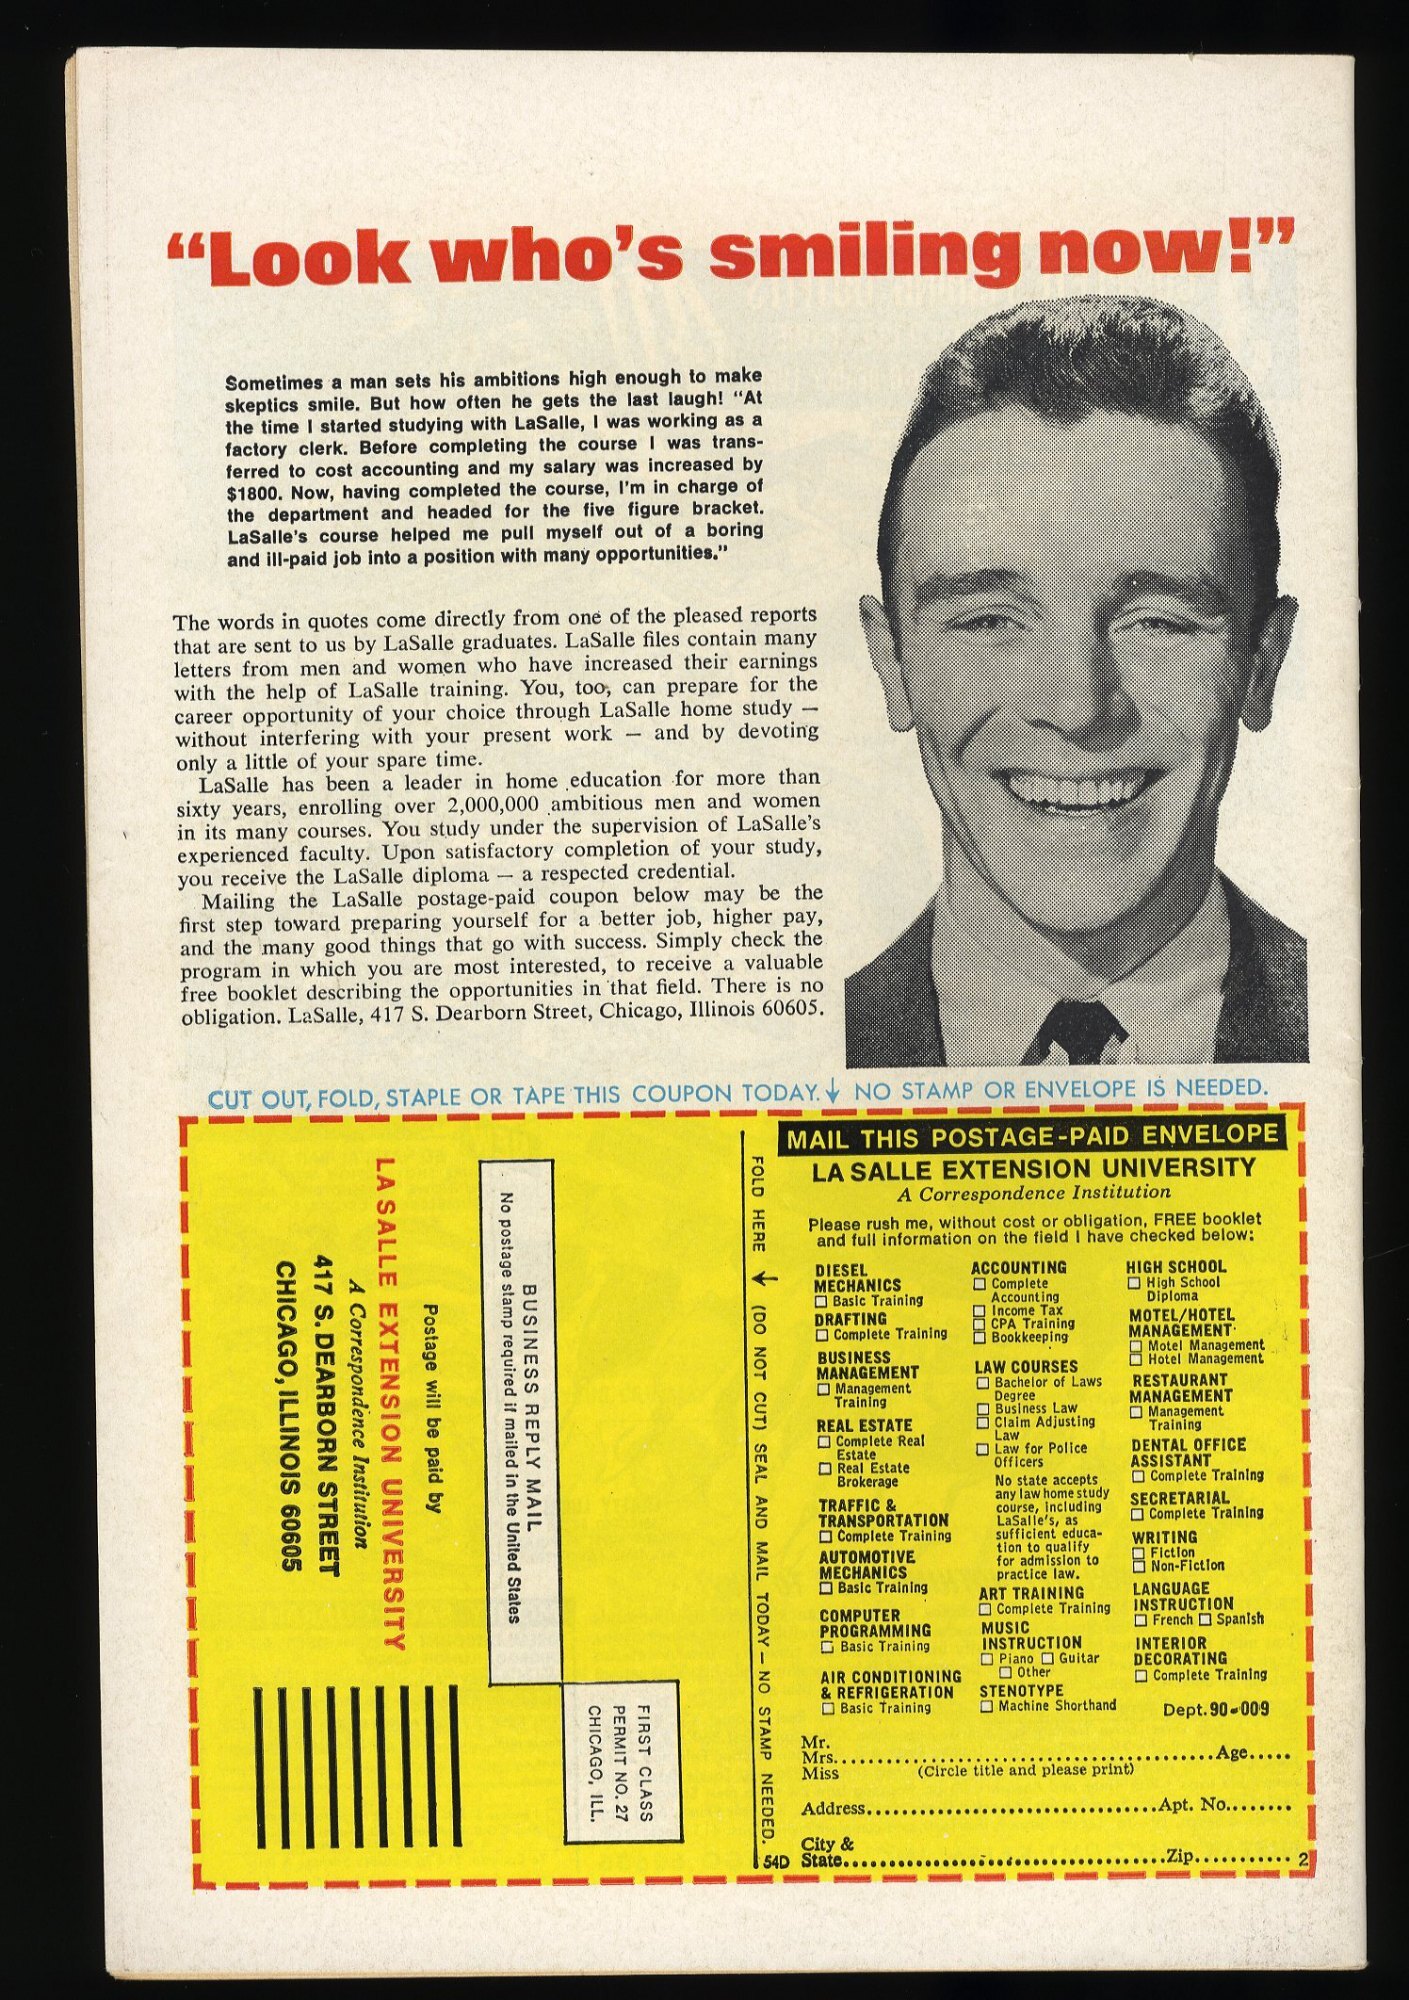 “Look who’s smiling now!”
Sometimes a man sets his ambitions high enough to make
skeptics smile. But how often he gets the last laugh! “At
the time I started studying with LaSalle, I was working as a
factory clerk. Before completing the course I was trans-
ferred to cost accounting and my salary was increased by
$1800. Now, having completed the course, I’m in charge of
the department and headed for the five figure bracket.
LaSalle’s course helped me pull myself out of a boring
and ill-paid job into a position with many opportunities.”
The words in quotes come directly from one of the pleased reports
that are sent to us by LaSalle graduates. LaSalle files contain many
letters from men and women who have increased their earnings
with the help of LaSalle training. You, too, can prepare for the
career opportunity of your choice through LaSalle home study —
without interfering with your present work — and by devoting
only a little of your spare time.
LaSalle has been a leader in home education for more than
sixty years, enrolling over 2,000,000 ambitious men and women
in its many courses. You study under the supervision of LaSalle’s
experienced faculty. Upon satisfactory completion of your study,
you receive the LaSalle diploma — a respected credential.
Mailing the LaSalle postage-paid coupon below may be the
first step toward preparing yourself for a better job, higher pay,
and the many good things that go with success. Simply check the
program in which you are most interested, to receive a valuable
free booklet describing the opportunities in that field. There is no
obligation. LaSalle, 417 S. Dearborn Street, Chicago, Illinois 60605.
CUT OUT, FOLD, STAPLE OR TAPE THIS COUPON TODAY. ↓ NO STAMP OR ENVELOPE IS NEEDED.
FIRST CLASS
PERMIT NO. 27
CHICAGO, ILL.
BUSINESS REPLY MAIL
No postage stamp required if mailed in the United States
Postage will be paid by
LA SALLE EXTENSION UNIVERSITY
A Correspondence Institution
417 S. DEARBORN STREET
CHICAGO, ILLINOIS 60605
FOLD HERE ↓ (DO NOT CUT) SEAL AND MAIL TODAY — NO STAMP NEEDED.
MAIL THIS POSTAGE-PAID ENVELOPE
LA SALLE EXTENSION UNIVERSITY
A Correspondence Institution
Please rush me, without cost or obligation, FREE booklet
and full information on the field I have checked below:
DIESEL
MECHANICS
☐ Basic Training
DRAFTING
☐ Complete Training
BUSINESS
MANAGEMENT
☐ Management
Training
REAL ESTATE
☐ Complete Real
Estate
☐ Real Estate
Brokerage
TRAFFIC &
TRANSPORTATION
☐ Complete Training
AUTOMOTIVE
MECHANICS
☐ Basic Training
COMPUTER
PROGRAMMING
☐ Basic Training
AIR CONDITIONING
& REFRIGERATION
☐ Basic Training
ACCOUNTING
☐ Complete
Accounting
☐ Income Tax
☐ CPA Training
☐ Bookkeeping
LAW COURSES
☐ Bachelor of Laws
Degree
☐ Business Law
☐ Claim Adjusting
Law
☐ Law for Police
Officers
No state accepts
any law home study
course, including
LaSalle’s, as
sufficient educa-
tion to qualify
for admission to
practice law.
ART TRAINING
☐ Complete Training
MUSIC
INSTRUCTION
☐ Piano ☐ Guitar
☐ Other
STENOTYPE
☐ Machine Shorthand
HIGH SCHOOL
☐ High School
Diploma
MOTEL/HOTEL
MANAGEMENT
☐ Motel Management
☐ Hotel Management
RESTAURANT
MANAGEMENT
☐ Management
Training
DENTAL OFFICE
ASSISTANT
☐ Complete Training
SECRETARIAL
☐ Complete Training
WRITING
☐ Fiction
☐ Non-Fiction
LANGUAGE
INSTRUCTION
☐ French ☐ Spanish
INTERIOR
DECORATING
☐ Complete Training
Dept. 90-009
Mr.
Mrs. Age
Miss (Circle title and please print)
Address Apt. No.
City &
54D State Zip 2